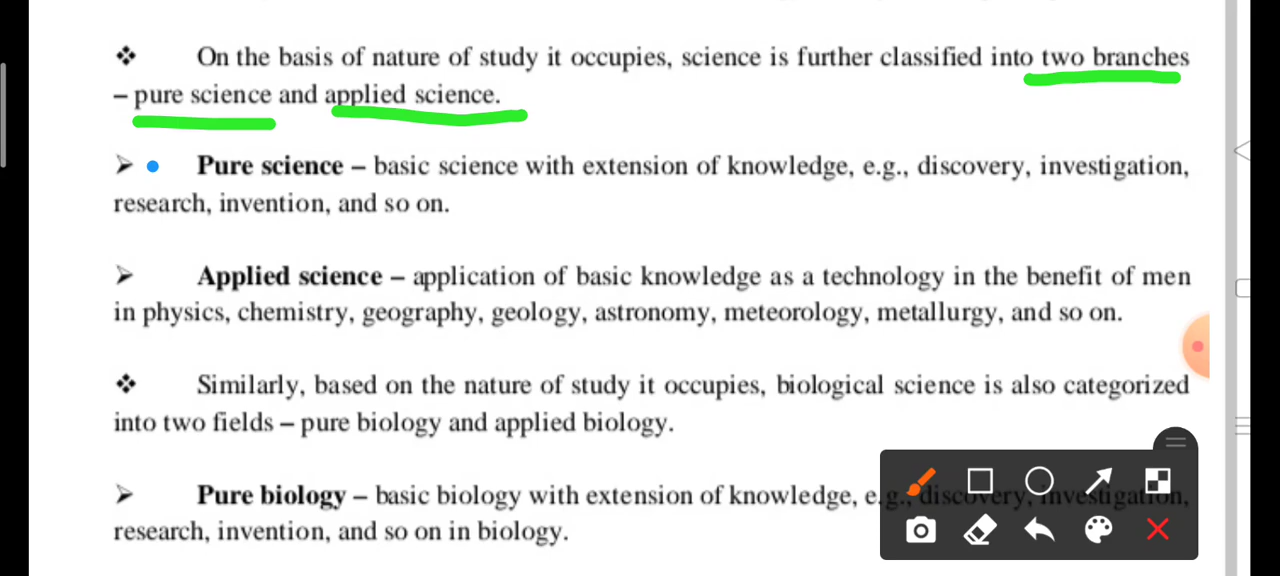 ❖ On the basis of nature of study it occupies, science is further classified into two branches
– pure science and applied science.
➢ Pure science – basic science with extension of knowledge, e.g., discovery, investigation,
research, invention, and so on.
➢ Applied science – application of basic knowledge as a technology in the benefit of men
in physics, chemistry, geography, geology, astronomy, meteorology, metallurgy, and so on.
❖ Similarly, based on the nature of study it occupies, biological science is also categorized
into two fields – pure biology and applied biology.
➢ Pure biology – basic biology with extension of knowledge, e.g., discovery, investigation,
research, invention, and so on in biology.